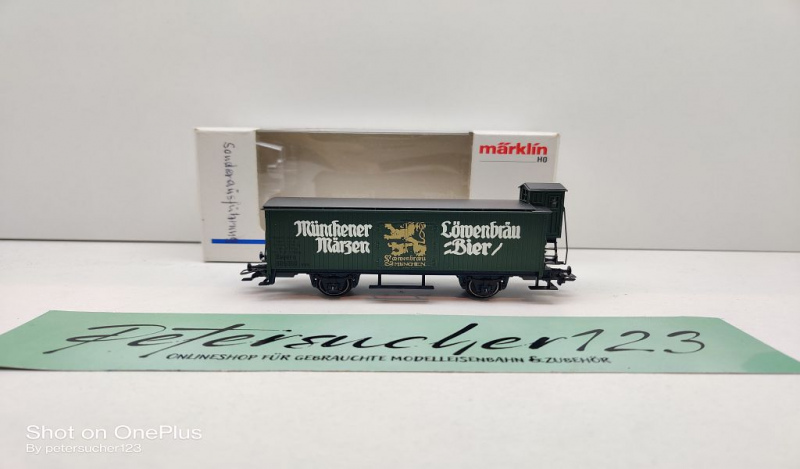 Sonderausführung
märklin
H0
Münchener
Märzen
Löwenbräu
MÜNCHEN
Löwenbräu
Bier
Petersucher123
ONLINESHOP FÜR GEBRAUCHTE MODELLEISENBAHN & ZUBEHÖR
Shot on OnePlus
By petersucher123